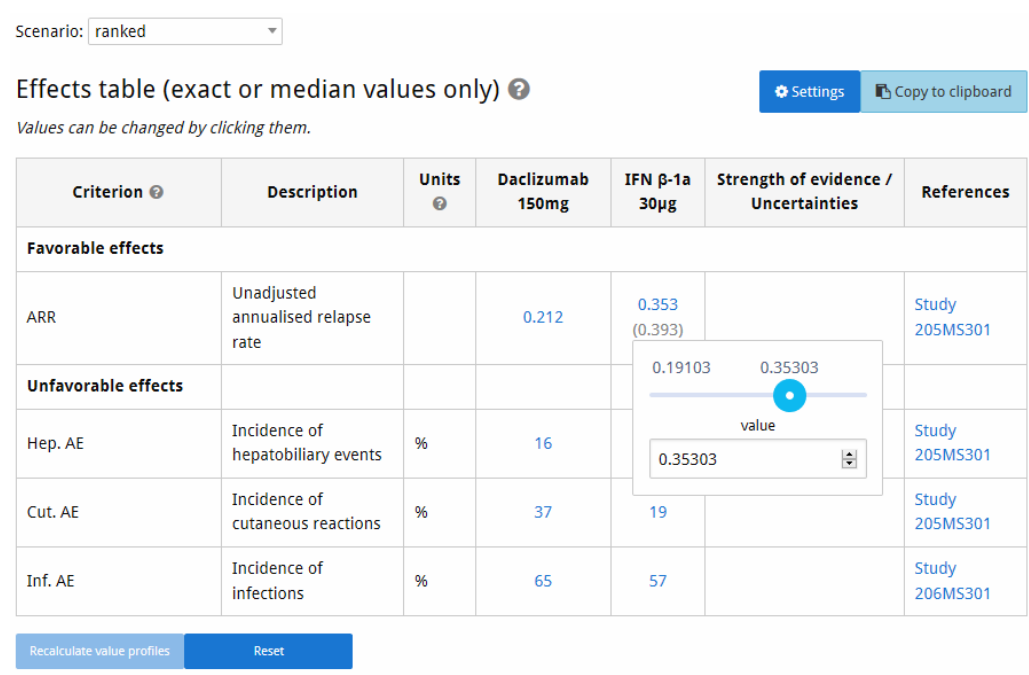 Scenario: ranked
Effects table (exact or median values only) ?
Settings
Copy to clipboard
Values can be changed by clicking them.
Criterion ?
Description
Units
?
Daclizumab
150mg
IFN β-1a
30µg
Strength of evidence /
Uncertainties
References
Favorable effects
ARR
Unadjusted
annualised relapse
rate
0.212
0.353
(0.393)
Study
205MS301
Unfavorable effects
0.19103 0.35303
value
0.35303
Hep. AE
Incidence of
hepatobiliary events
%
16
Study
205MS301
Cut. AE
Incidence of
cutaneous reactions
%
37
19
Study
205MS301
Inf. AE
Incidence of
infections
%
65
57
Study
206MS301
Recalculate value profiles
Reset